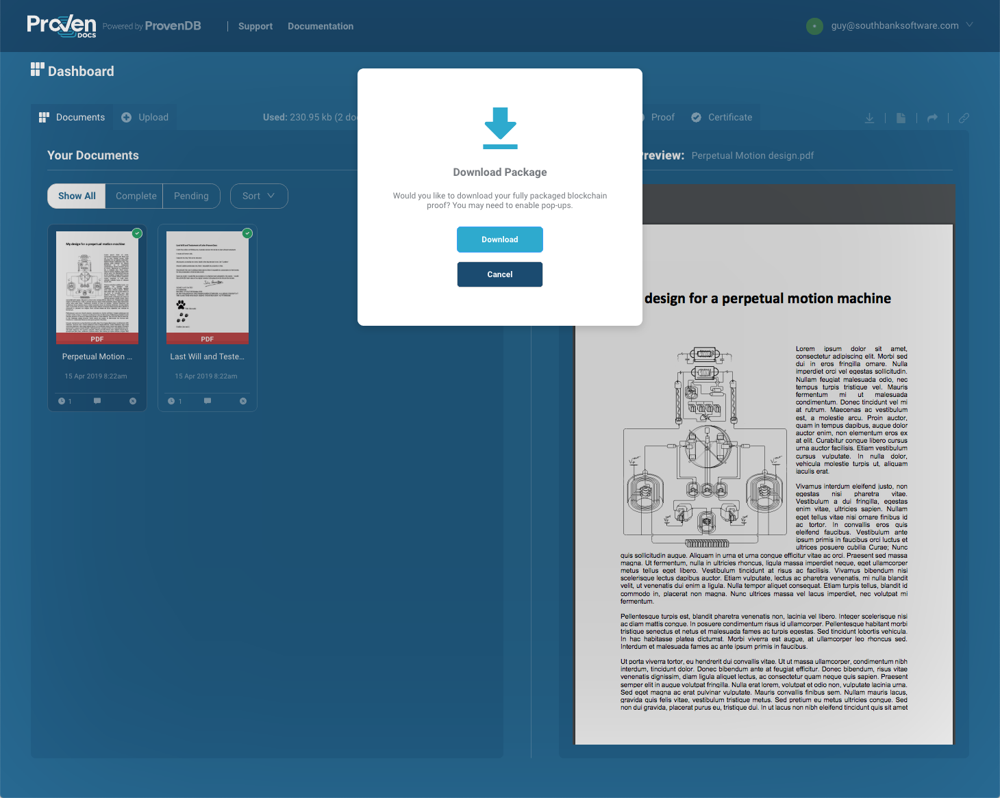 Proven DOCS Powered by ProvenDB | Support Documentation
guy@southbanksoftware.com
Dashboard
Documents Upload Used: 230.95 kb (2
Proof Certificate
Your Documents
Preview: Perpetual Motion design.pdf
Show All Complete Pending Sort
My design for a perpetual motion machine
PDF
Perpetual Motion ...
15 Apr 2019 8:22am
1
PDF
Last Will and Teste...
15 Apr 2019 8:22am
1
Download Package
Would you like to download your fully packaged blockchain
proof? You may need to enable pop-ups.
Download
Cancel
design for a perpetual motion machine
Lorem ipsum dolor sit amet,
consectetur adipiscing elit. Morbi sed
dui in eros fringilla ornare. Nulla
imperdiet orci vel egestas sollicitudin.
Nullam feugiat malesuada odio, nec
tempus turpis tristique vel. Mauris
fermentum mi ut malesuada
condimentum. Donec tincidunt vel mi
at rutrum. Maecenas ac vestibulum
est, a molestie arcu. Proin auctor,
quam in tempus dapibus, augue dolor
auctor enim, non elementum eros ex
at elit. Curabitur congue libero cursus
urna auctor facilisis. Etiam vestibulum
cursus vulputate. In nulla dolor,
vehicula molestie turpis ut, aliquam
iaculis erat.
Vivamus interdum eleifend justo, non
egestas nisi pharetra vitae.
Vestibulum a dui fringilla, egestas
enim vitae, ultricies sapien. Nullam
eget tellus vitae nisi ornare finibus id
ac tortor. In convallis eros quis
eleifend faucibus. Vestibulum ante
ipsum primis in faucibus orci luctus et
ultrices posuere cubilia Curae; Nunc
quis sollicitudin augue. Aliquam in urna et urna congue efficitur vitae ac orci. Praesent sed massa
magna. Ut fermentum, nulla in ultricies rhoncus, ligula massa imperdiet neque, eget ullamcorper
metus tellus eget libero. Vestibulum tincidunt at risus ac facilisis. Vivamus bibendum nisi
scelerisque lectus dapibus auctor. Etiam vulputate, lectus ac pharetra venenatis, mi nulla blandit
velit, ut venenatis dui enim a ligula. Nulla tempor aliquet consequat. Etiam turpis tellus, blandit id
commodo in, placerat non magna. Nunc ultrices massa vel lacus imperdiet, nec volutpat mi
fermentum.
Pellentesque turpis est, blandit pharetra venenatis non, lacinia vel libero. Integer scelerisque nisi
ac diam mattis congue. In posuere condimentum risus id ullamcorper. Pellentesque habitant morbi
tristique senectus et netus et malesuada fames ac turpis egestas. Sed tincidunt lobortis vehicula.
In hac habitasse platea dictumst. Morbi viverra est augue, at ullamcorper leo rhoncus sed.
Interdum et malesuada fames ac ante ipsum primis in faucibus.
Ut porta viverra tortor, eu hendrerit dui convallis vitae. Ut ut massa ullamcorper, condimentum nibh
interdum, tincidunt dolor. Donec bibendum ante at feugiat efficitur. Donec bibendum, risus vitae
venenatis dignissim, diam ligula aliquet lectus, ac consectetur quam neque quis sapien. Praesent
semper elit in augue volutpat fringilla. Nulla erat lorem, volutpat et odio non, vulputate lacinia urna.
Sed eget magna ac erat pulvinar vulputate. Mauris convallis finibus sem. Nullam mauris lacus,
gravida quis felis vitae, vestibulum tristique metus. Sed pretium eu metus ultricies congue. Sed
non dui gravida, placerat purus eu, tristique dui. In ut lacus non nibh eleifend tincidunt quis sit amet